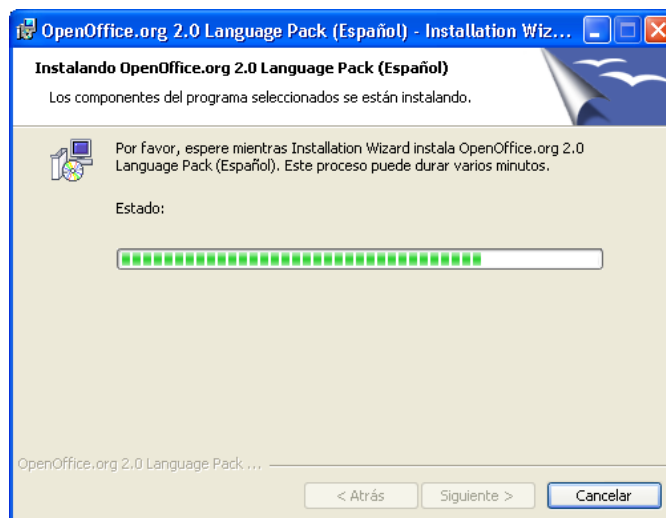 OpenOffice.org 2.0 Language Pack (Español) - Installation Wiz...
Instalando OpenOffice.org 2.0 Language Pack (Español)
Los componentes del programa seleccionados se están instalando.
Por favor, espere mientras Installation Wizard instala OpenOffice.org 2.0
Language Pack (Español). Este proceso puede durar varios minutos.
Estado:
OpenOffice.org 2.0 Language Pack ...
< Atrás Siguiente > Cancelar